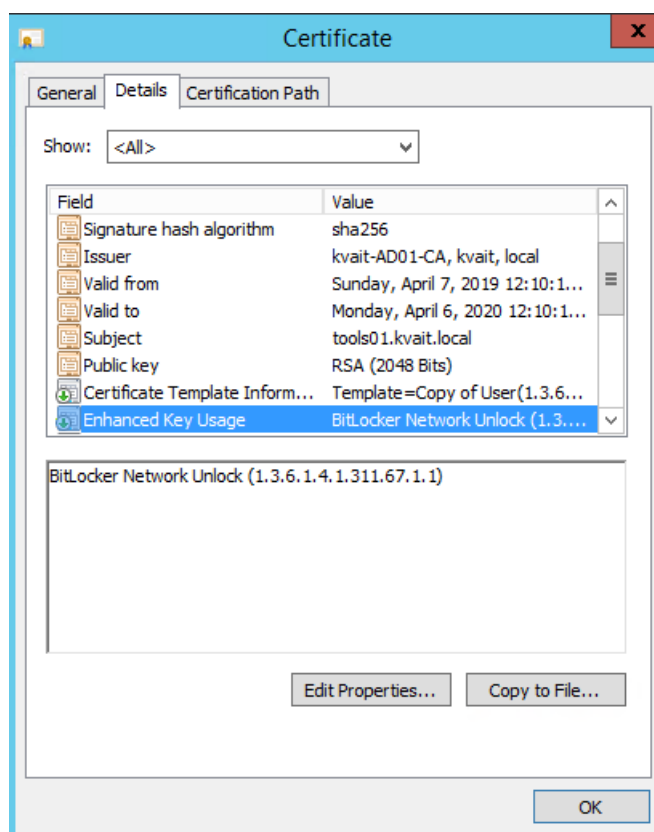 Certificate
x
General Details Certification Path
Show: <All>
Field Value
Signature hash algorithm sha256
Issuer kvait-AD01-CA, kvait, local
Valid from Sunday, April 7, 2019 12:10:1...
Valid to Monday, April 6, 2020 12:10:1...
Subject tools01.kvait.local
Public key RSA (2048 Bits)
Certificate Template Inform... Template=Copy of User(1.3.6...
Enhanced Key Usage BitLocker Network Unlock (1.3....
BitLocker Network Unlock (1.3.6.1.4.1.311.67.1.1)
Edit Properties... Copy to File...
OK